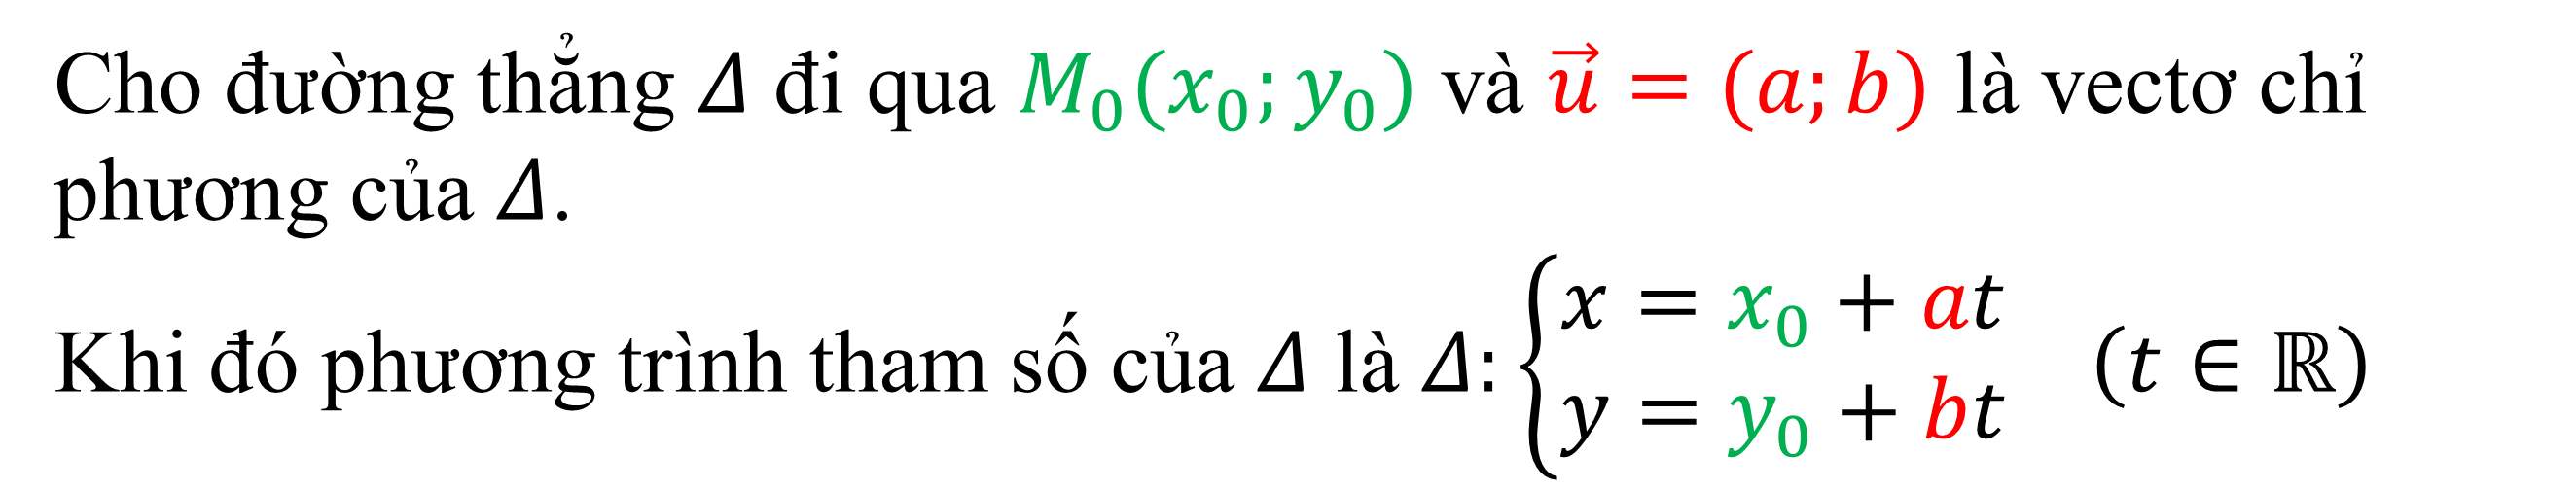 Cho đường thẳng Δ đi qua M₀(x₀; y₀) và u⃗ = (a; b) là vectơ chỉ
phương của Δ.
Khi đó phương trình tham số của Δ là Δ: {x = x₀ + at
y = y₀ + bt (t ∈ ℝ)